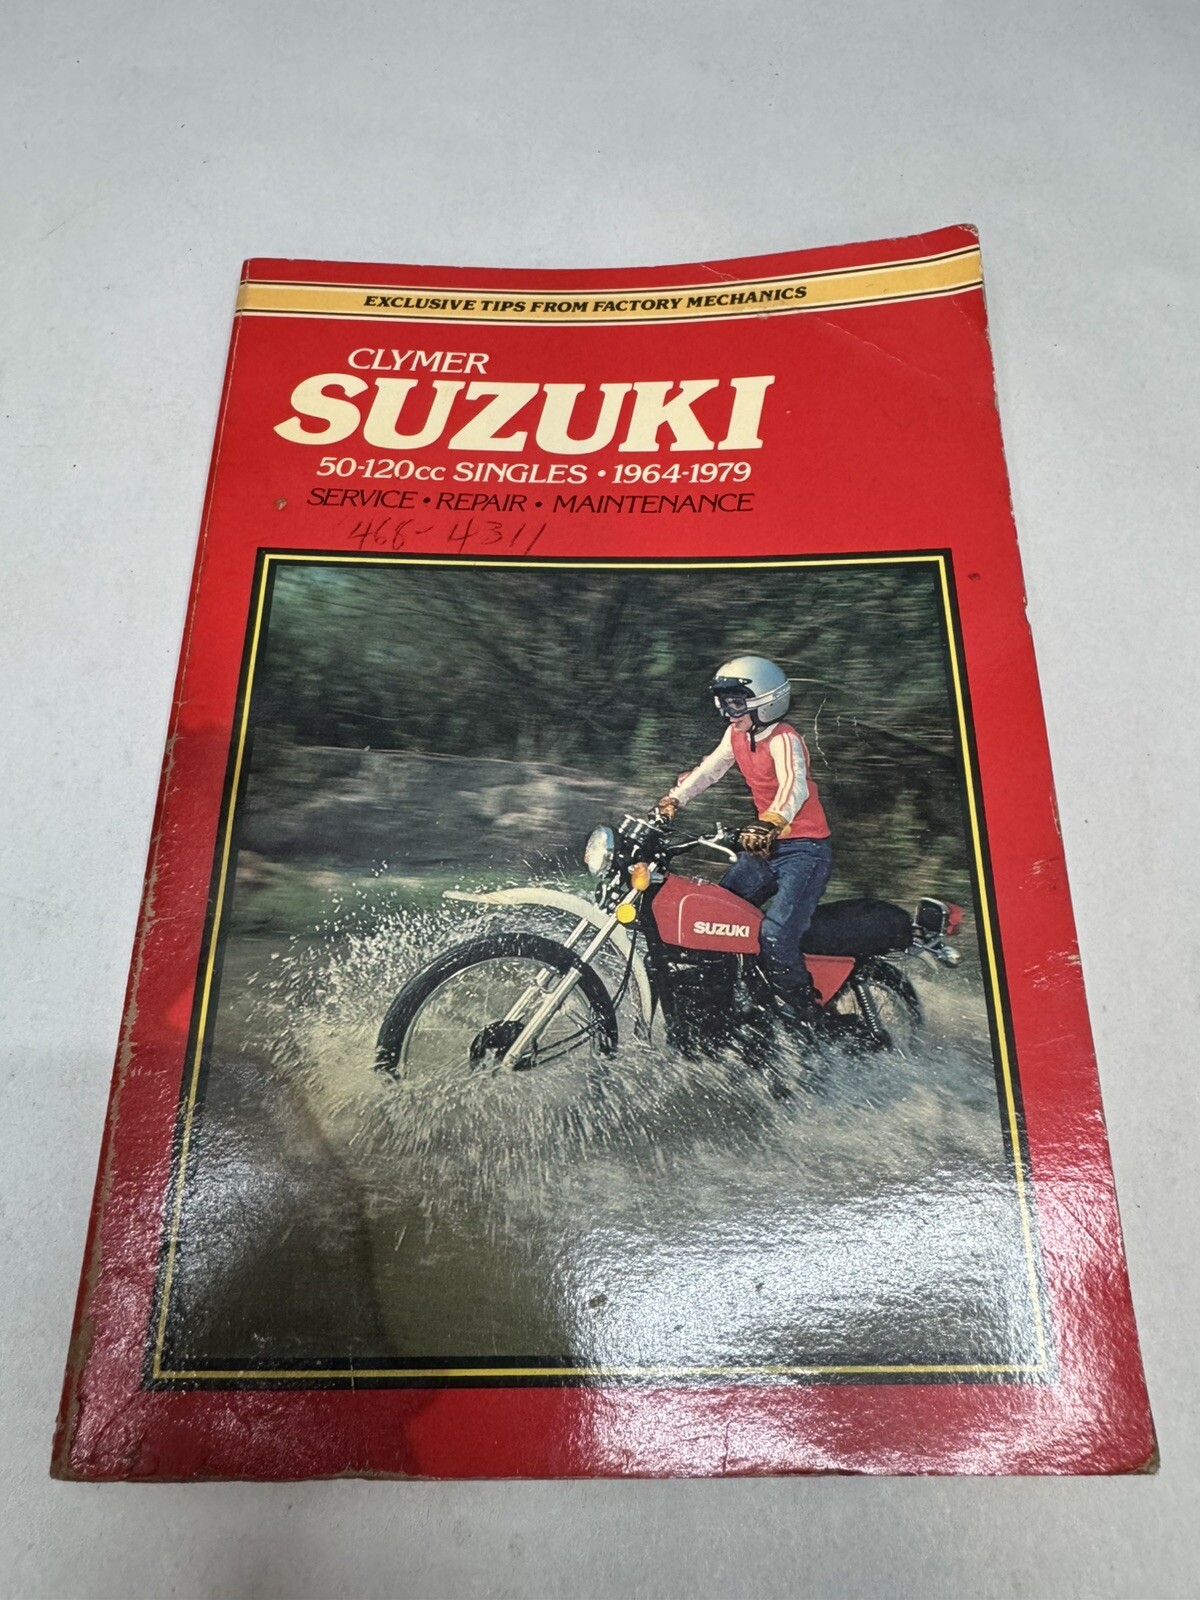 EXCLUSIVE TIPS FROM FACTORY MECHANICS
CLYMER
SUZUKI
50-120cc SINGLES • 1964-1979
SERVICE • REPAIR • MAINTENANCE
468-4311
SUZUKI